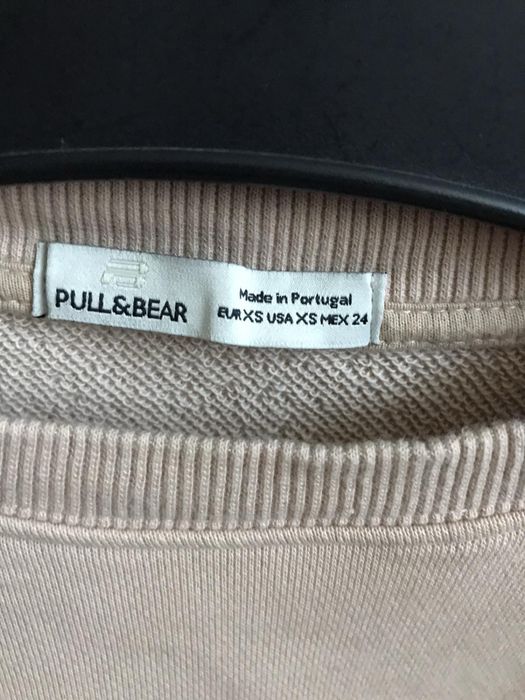 PULL&BEAR
Made in Portugal
EUR XS USA XS MEX 24